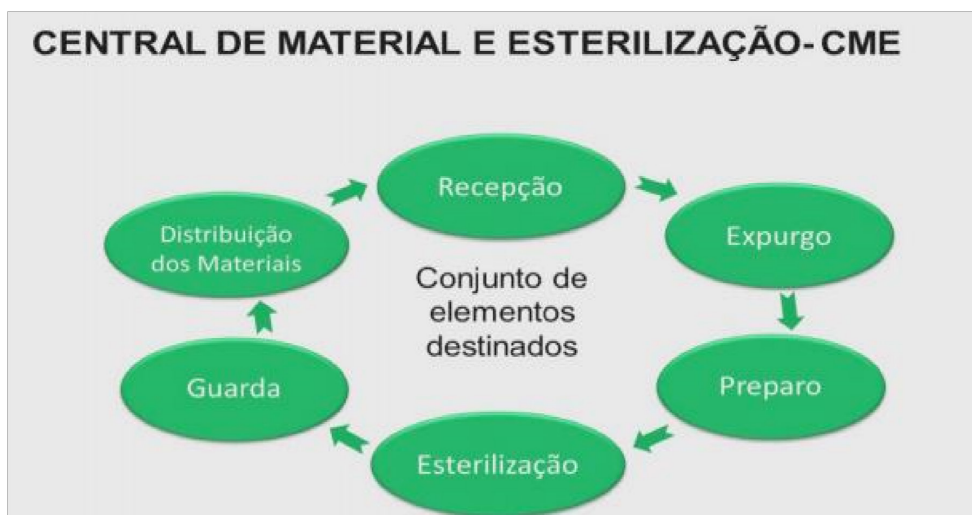 CENTRAL DE MATERIAL E ESTERILIZAÇÃO- CME
Recepção
Expurgo
Preparo
Esterilização
Guarda
Distribuição
dos Materiais
Conjunto de
elementos
destinados